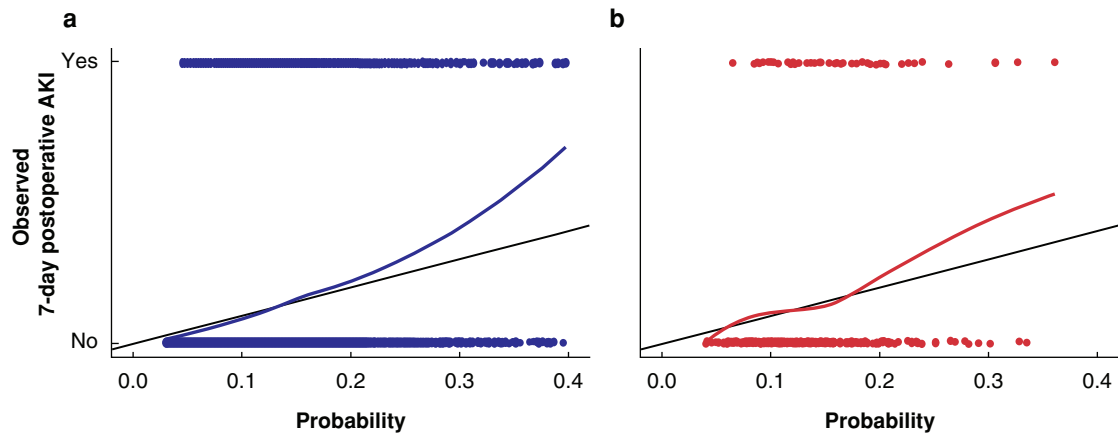 a
b
Yes
No
Observed
7-day postoperative AKI
0.0 0.1 0.2 0.3 0.4
0.0 0.1 0.2 0.3 0.4
Probability
Probability